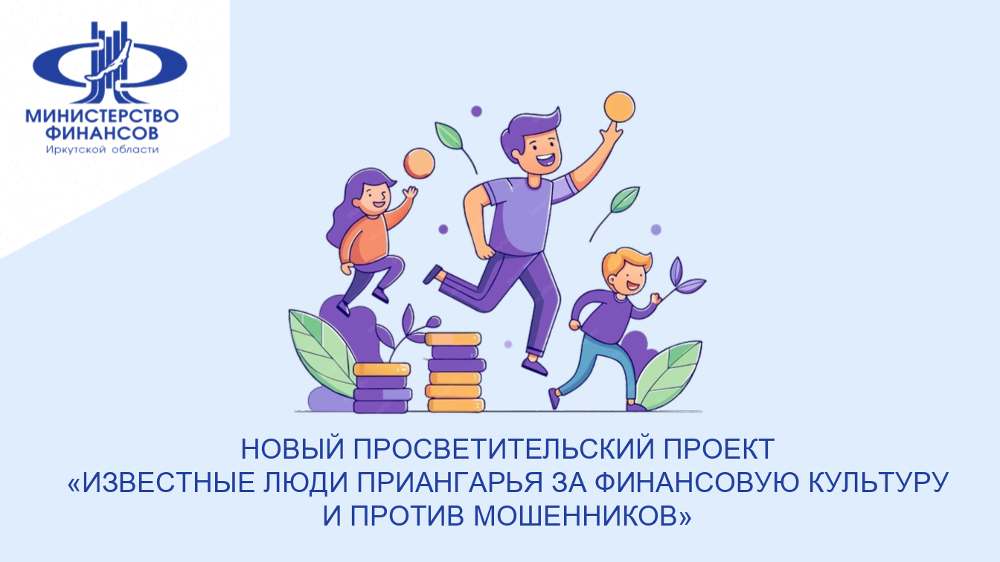 МИНИСТЕРСТВО
ФИНАНСОВ
Иркутской области
НОВЫЙ ПРОСВЕТИТЕЛЬСКИЙ ПРОЕКТ
«ИЗВЕСТНЫЕ ЛЮДИ ПРИАНГАРЬЯ ЗА ФИНАНСОВУЮ КУЛЬТУРУ
И ПРОТИВ МОШЕННИКОВ»